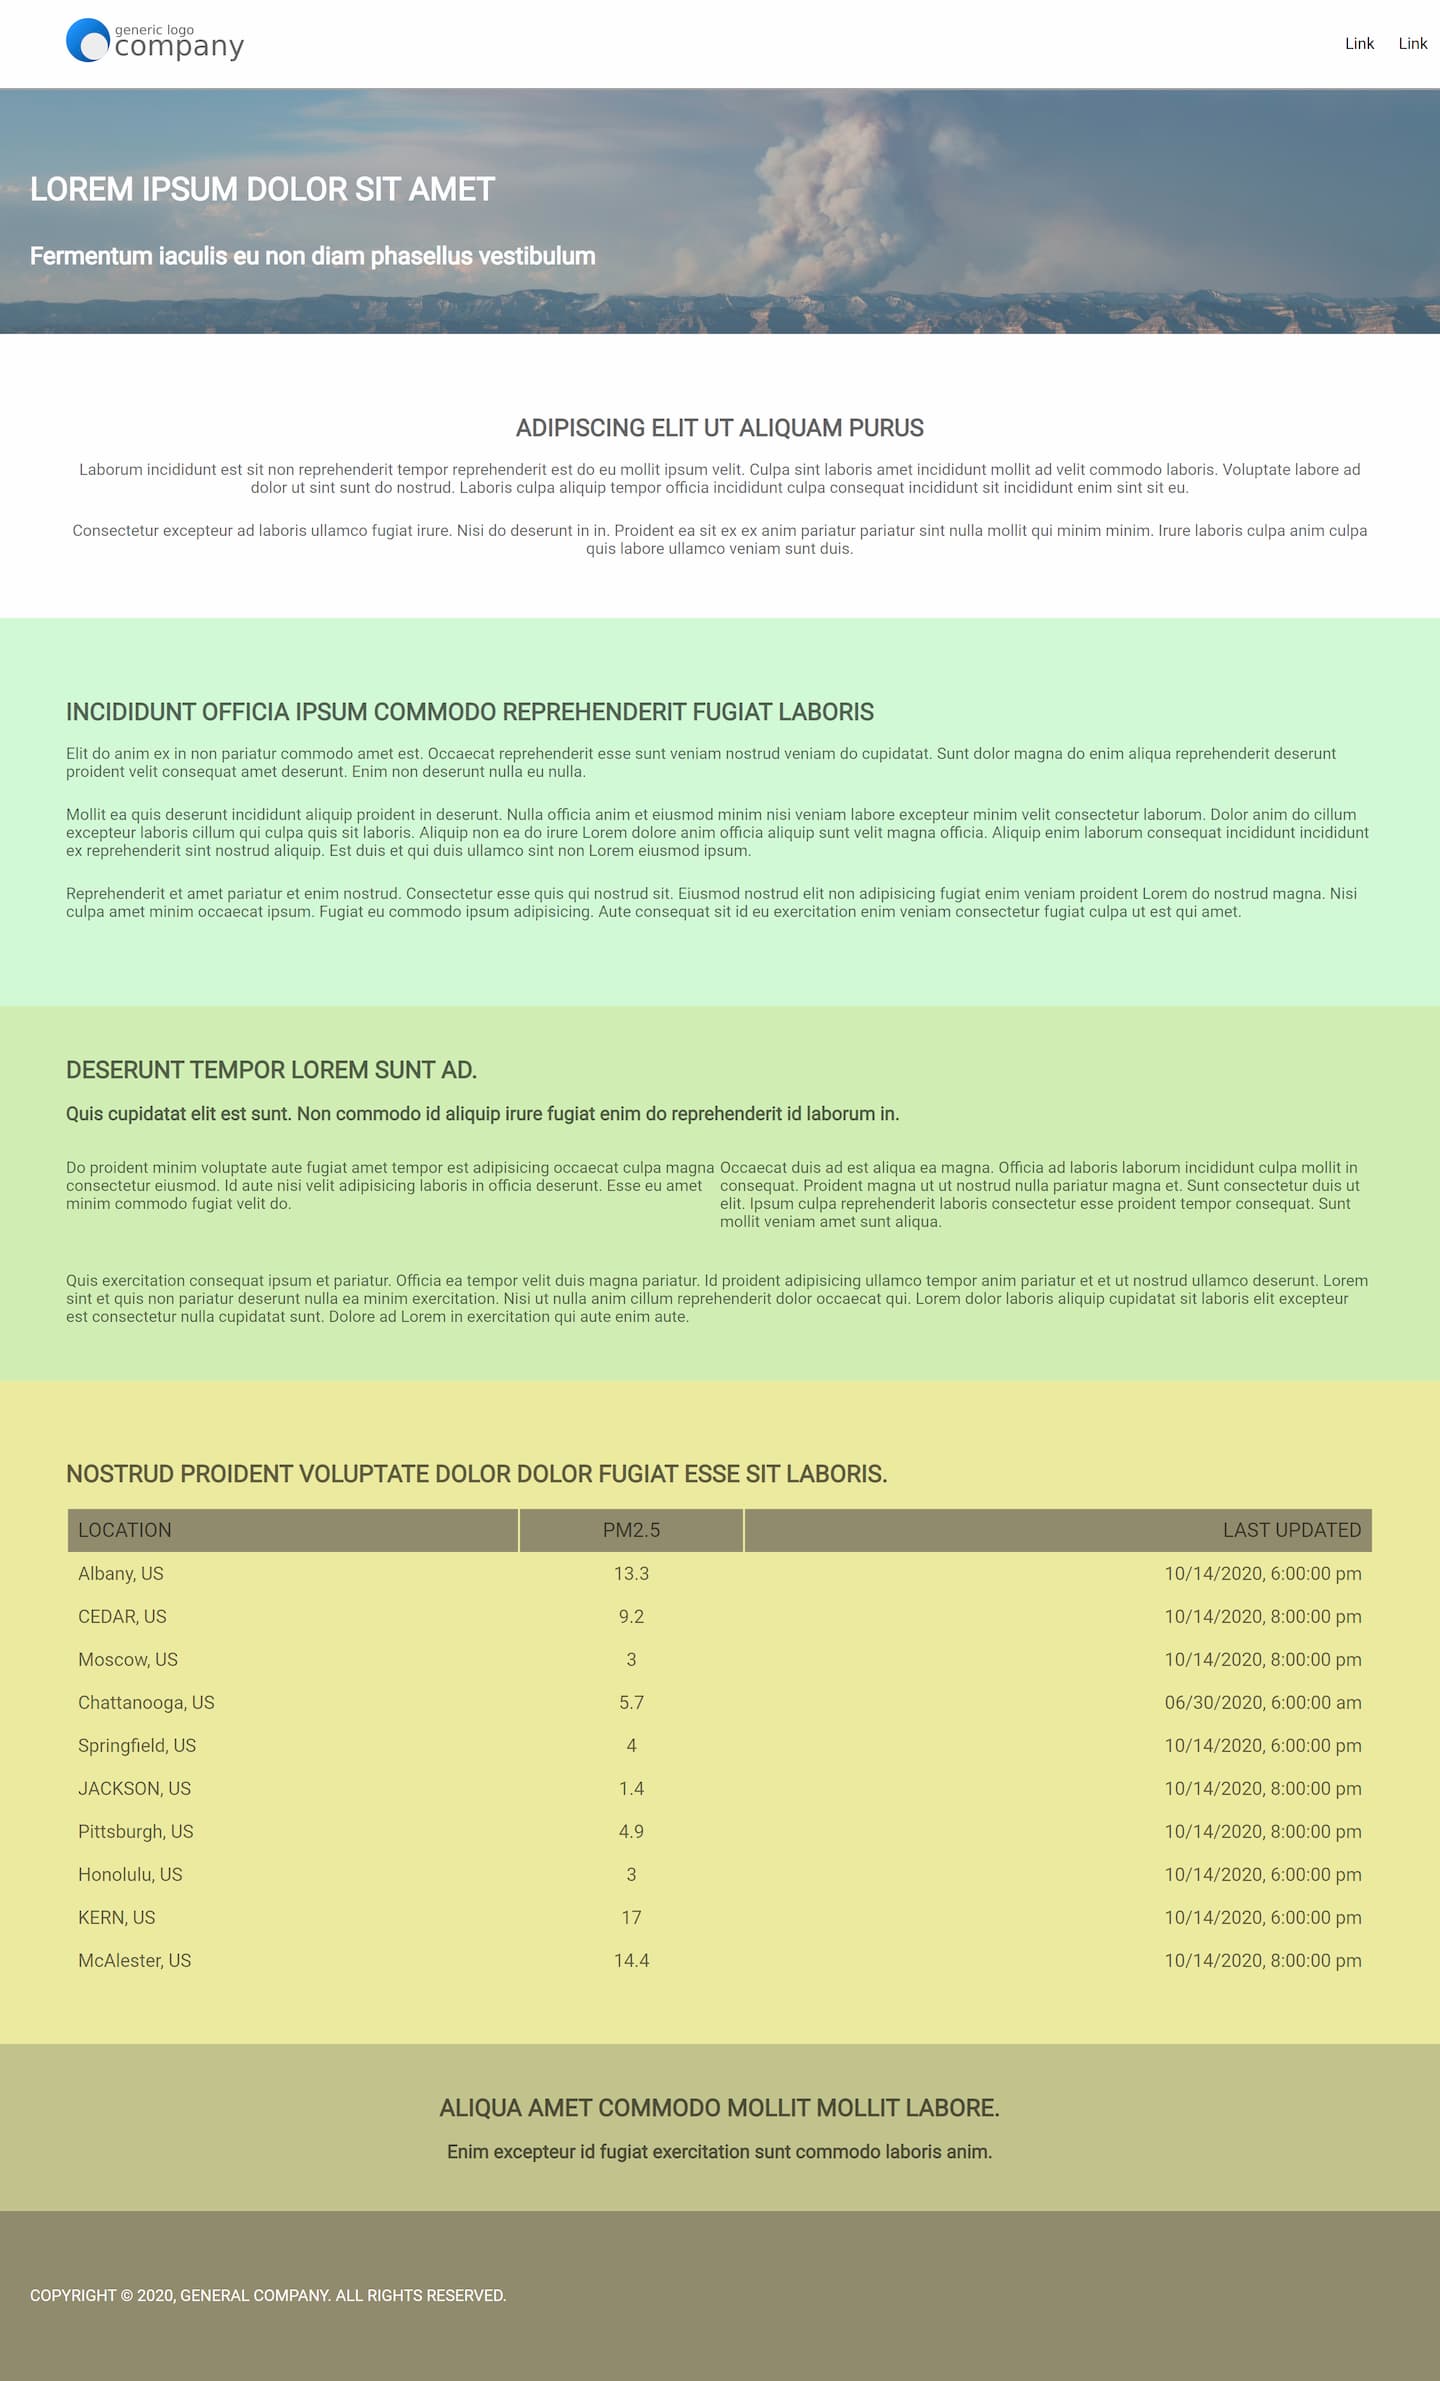 generic logo
company
Link Link
LOREM IPSUM DOLOR SIT AMET
Fermentum iaculis eu non diam phasellus vestibulum
ADIPISCING ELIT UT ALIQUAM PURUS
Laborum incididunt est sit non reprehenderit tempor reprehenderit est do eu mollit ipsum velit. Culpa sint laboris amet incididunt mollit ad velit commodo laboris. Voluptate labore ad
dolor ut sint sunt do nostrud. Laboris culpa aliquip tempor officia incididunt culpa consequat incididunt sit incididunt enim sint sit eu.
Consectetur excepteur ad laboris ullamco fugiat irure. Nisi do deserunt in in. Proident ea sit ex ex anim pariatur pariatur sint nulla mollit qui minim minim. Irure laboris culpa anim culpa
quis labore ullamco veniam sunt duis.
INCIDIDUNT OFFICIA IPSUM COMMODO REPREHENDERIT FUGIAT LABORIS
Elit do anim ex in non pariatur commodo amet est. Occaecat reprehenderit esse sunt veniam nostrud veniam do cupidatat. Sunt dolor magna do enim aliqua reprehenderit deserunt
proident velit consequat amet deserunt. Enim non deserunt nulla eu nulla.
Mollit ea quis deserunt incididunt aliquip proident in deserunt. Nulla officia anim et eiusmod minim nisi veniam labore excepteur minim velit consectetur laborum. Dolor anim do cillum
excepteur laboris cillum qui culpa quis sit laboris. Aliquip non ea do irure Lorem dolore anim officia aliquip sunt velit magna officia. Aliquip enim laborum consequat incididunt incididunt
ex reprehenderit sint nostrud aliquip. Est duis et qui duis ullamco sint non Lorem eiusmod ipsum.
Reprehenderit et amet pariatur et enim nostrud. Consectetur esse quis qui nostrud sit. Eiusmod nostrud elit non adipisicing fugiat enim veniam proident Lorem do nostrud magna. Nisi
culpa amet minim occaecat ipsum. Fugiat eu commodo ipsum adipisicing. Aute consequat sit id eu exercitation enim veniam consectetur fugiat culpa ut est qui amet.
DESERUNT TEMPOR LOREM SUNT AD.
Quis cupidatat elit est sunt. Non commodo id aliquip irure fugiat enim do reprehenderit id laborum in.
Do proident minim voluptate aute fugiat amet tempor est adipisicing occaecat culpa magna
consectetur eiusmod. Id aute nisi velit adipisicing laboris in officia deserunt. Esse eu amet
minim commodo fugiat velit do.
Occaecat duis ad est aliqua ea magna. Officia ad laboris laborum incididunt culpa mollit in
consequat. Proident magna ut ut nostrud nulla pariatur magna et. Sunt consectetur duis ut
elit. Ipsum culpa reprehenderit laboris consectetur esse proident tempor consequat. Sunt
mollit veniam amet sunt aliqua.
Quis exercitation consequat ipsum et pariatur. Officia ea tempor velit duis magna pariatur. Id proident adipisicing ullamco tempor anim pariatur et et ut nostrud ullamco deserunt. Lorem
sint et quis non pariatur deserunt nulla ea minim exercitation. Nisi ut nulla anim cillum reprehenderit dolor occaecat qui. Lorem dolor laboris aliquip cupidatat sit laboris elit excepteur
est consectetur nulla cupidatat sunt. Dolore ad Lorem in exercitation qui aute enim aute.
NOSTRUD PROIDENT VOLUPTATE DOLOR DOLOR FUGIAT ESSE SIT LABORIS.
LOCATION PM2.5 LAST UPDATED
Albany, US 13.3 10/14/2020, 6:00:00 pm
CEDAR, US 9.2 10/14/2020, 8:00:00 pm
Moscow, US 3 10/14/2020, 8:00:00 pm
Chattanooga, US 5.7 06/30/2020, 6:00:00 am
Springfield, US 4 10/14/2020, 6:00:00 pm
JACKSON, US 1.4 10/14/2020, 8:00:00 pm
Pittsburgh, US 4.9 10/14/2020, 8:00:00 pm
Honolulu, US 3 10/14/2020, 6:00:00 pm
KERN, US 17 10/14/2020, 6:00:00 pm
McAlester, US 14.4 10/14/2020, 8:00:00 pm
ALIQUA AMET COMMODO MOLLIT MOLLIT LABORE.
Enim excepteur id fugiat exercitation sunt commodo laboris anim.
COPYRIGHT © 2020, GENERAL COMPANY. ALL RIGHTS RESERVED.